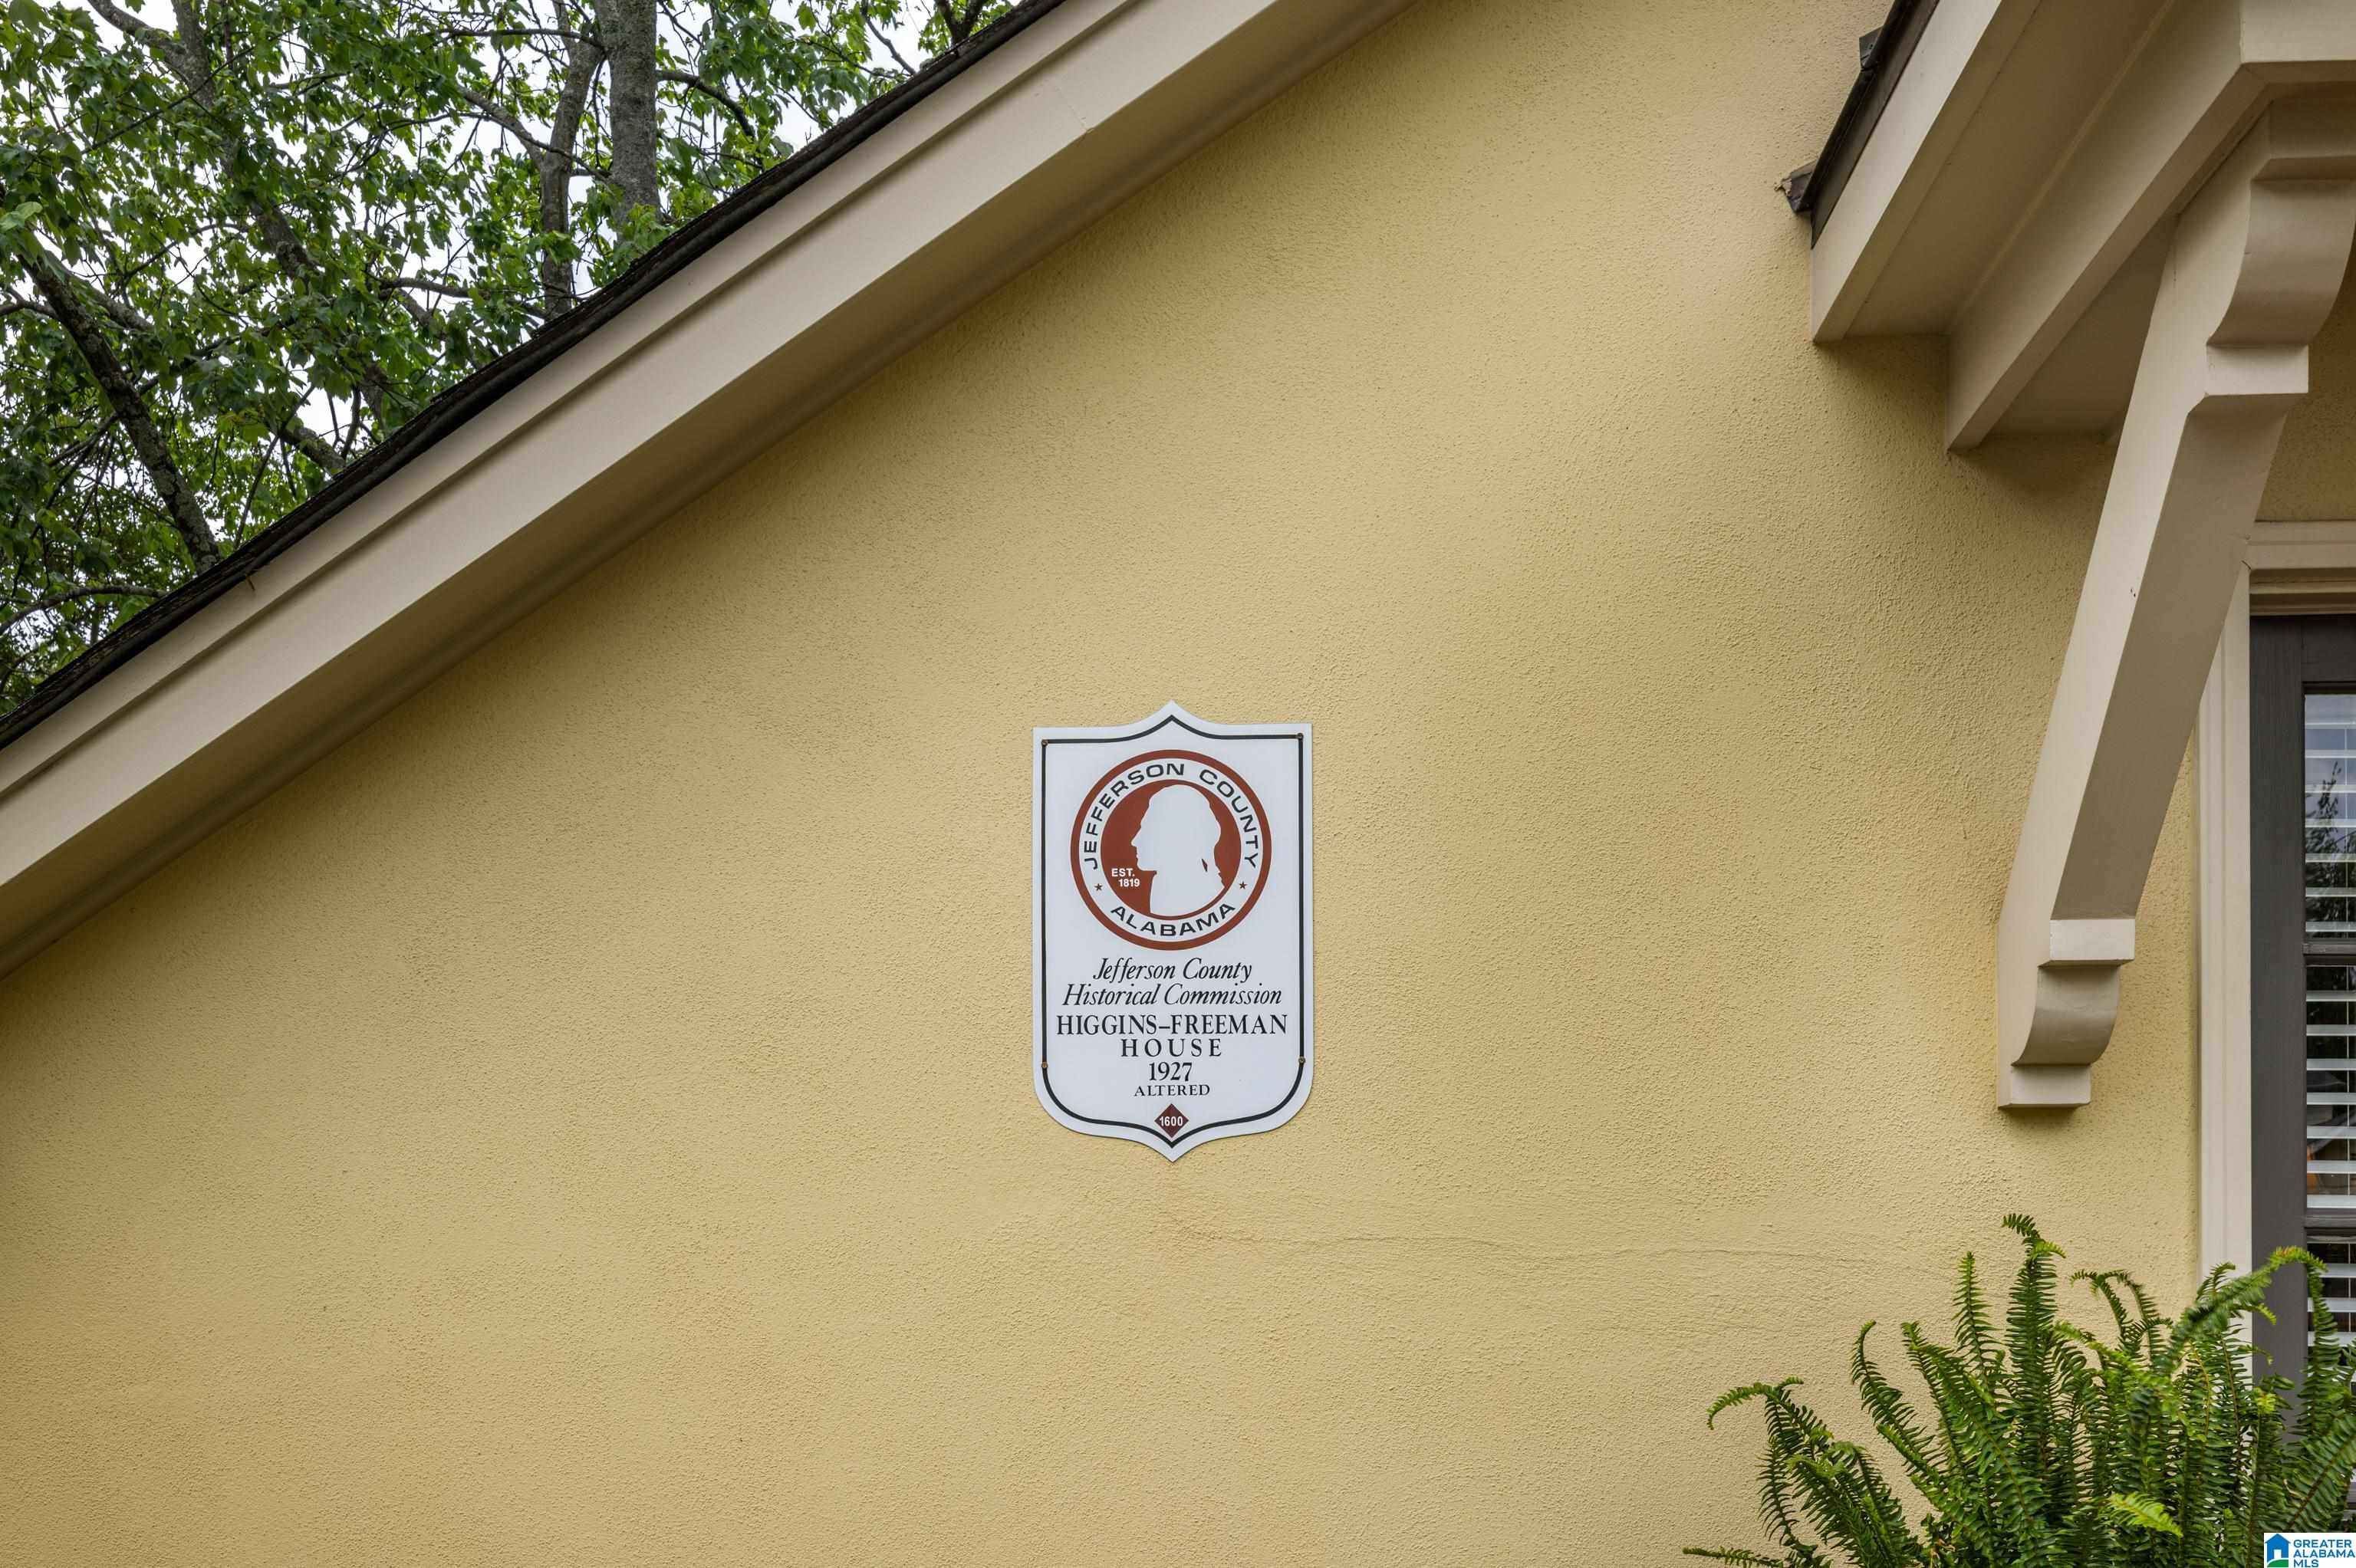 JEFFERSON COUNTY
EST.
1819
ALABAMA
Jefferson County
Historical Commission
HIGGINS–FREEMAN
HOUSE
1927
ALTERED
1600
GREATER
ALABAMA
MLS